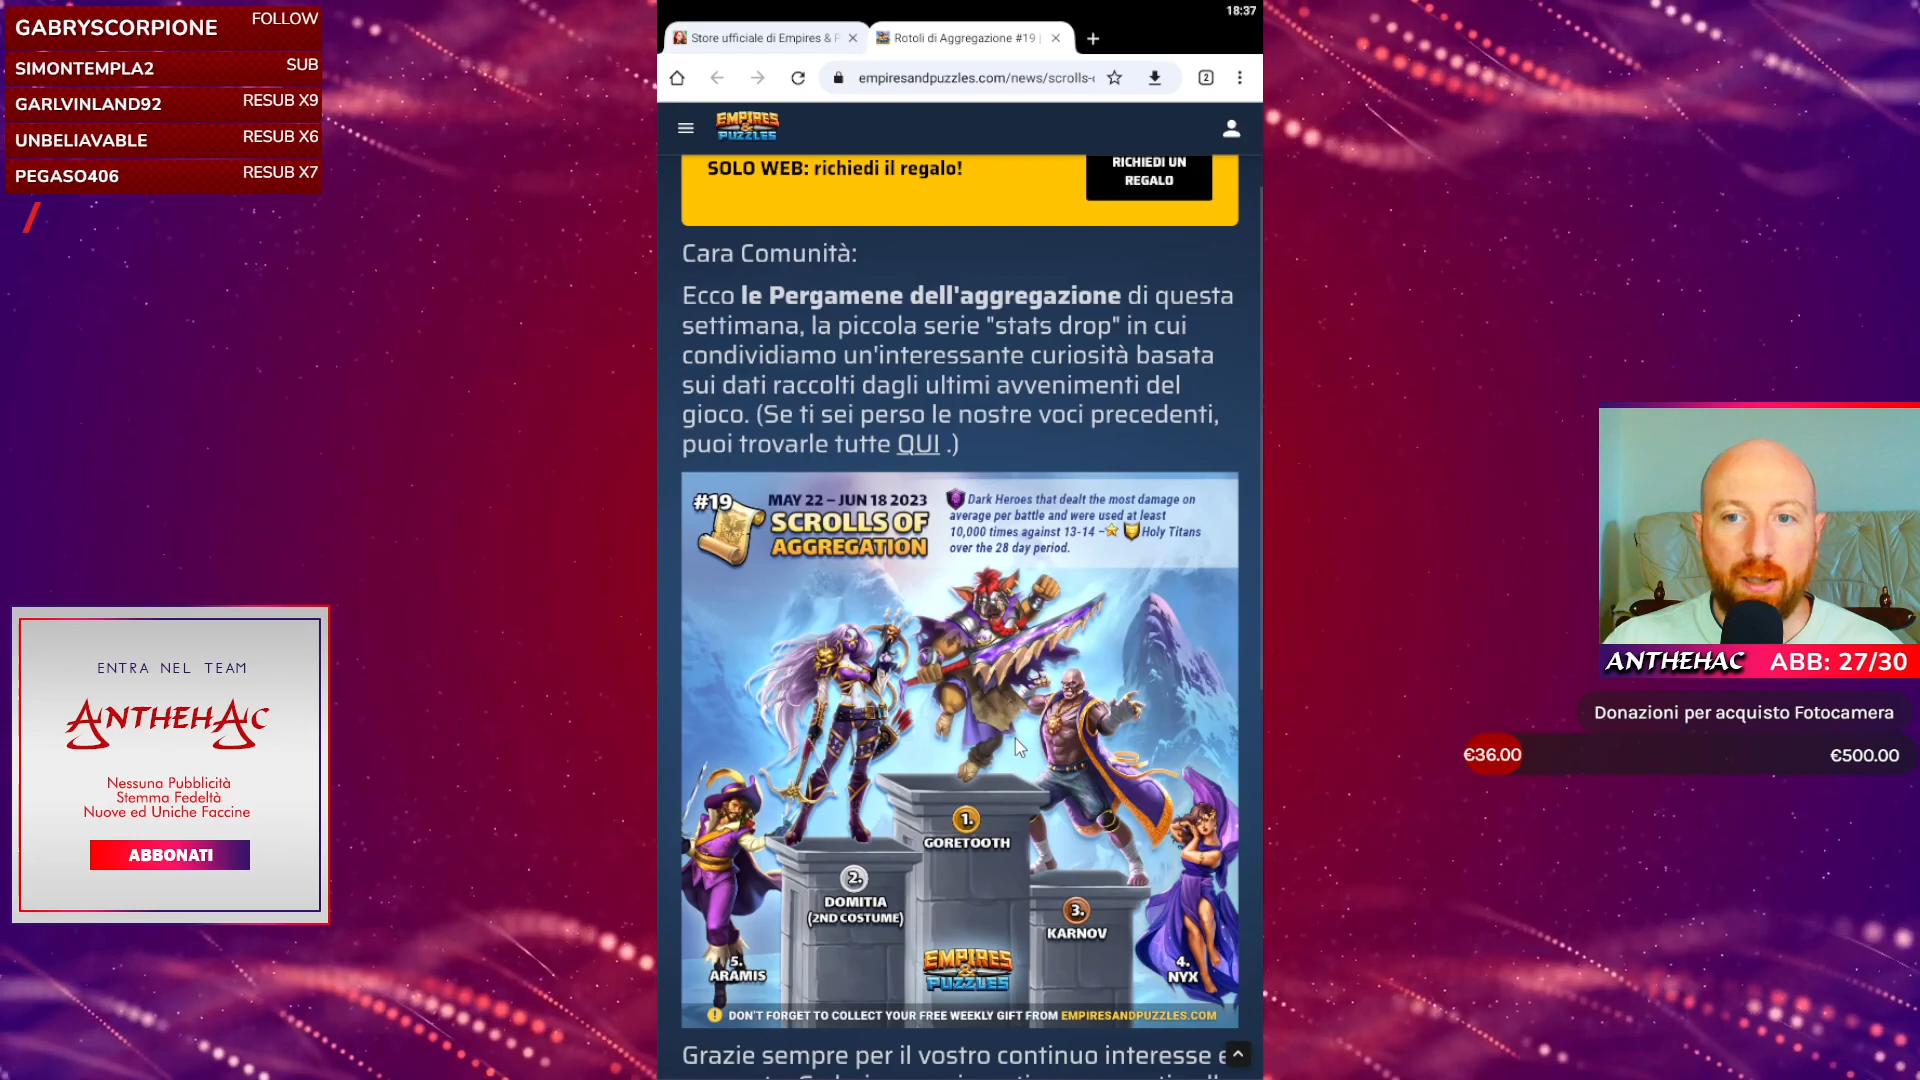 GABRYSCORPIONE FOLLOW
SIMONTEMPLA2 SUB
GARLVINLAND92 RESUB X9
UNBELIAVABLE RESUB X6
PEGASO406 RESUB X7
/
ENTRA NEL TEAM
ANTHEHAC
Nessuna Pubblicità
Stemma Fedeltà
Nuove ed Uniche Faccine
ABBONATI
18:37
Store ufficiale di Empires & P
Rotoli di Aggregazione #19 |
empiresandpuzzles.com/news/scrolls-
2
EMPIRES & PUZZLES
SOLO WEB: richiedi il regalo!
RICHIEDI UN
REGALO
Cara Comunità:
Ecco le Pergamene dell'aggregazione di questa
settimana, la piccola serie "stats drop" in cui
condividiamo un'interessante curiosità basata
sui dati raccolti dagli ultimi avvenimenti del
gioco. (Se ti sei perso le nostre voci precedenti,
puoi trovarle tutte QUI .)
#19
MAY 22 – JUN 18 2023
SCROLLS OF
AGGREGATION
Dark Heroes that dealt the most damage on
average per battle and were used at least
10,000 times against 13-14 – Holy Titans
over the 28 day period.
1.
GORETOOTH
2.
DOMITIA
(2ND COSTUME)
3.
KARNOV
4.
NYX
5.
ARAMIS
EMPIRES
&
PUZZLES
! DON'T FORGET TO COLLECT YOUR FREE WEEKLY GIFT FROM EMPIRESANDPUZZLES.COM
Grazie sempre per il vostro continuo interesse e
ANTHEHAC ABB: 27/30
Donazioni per acquisto Fotocamera
€36.00 €500.00